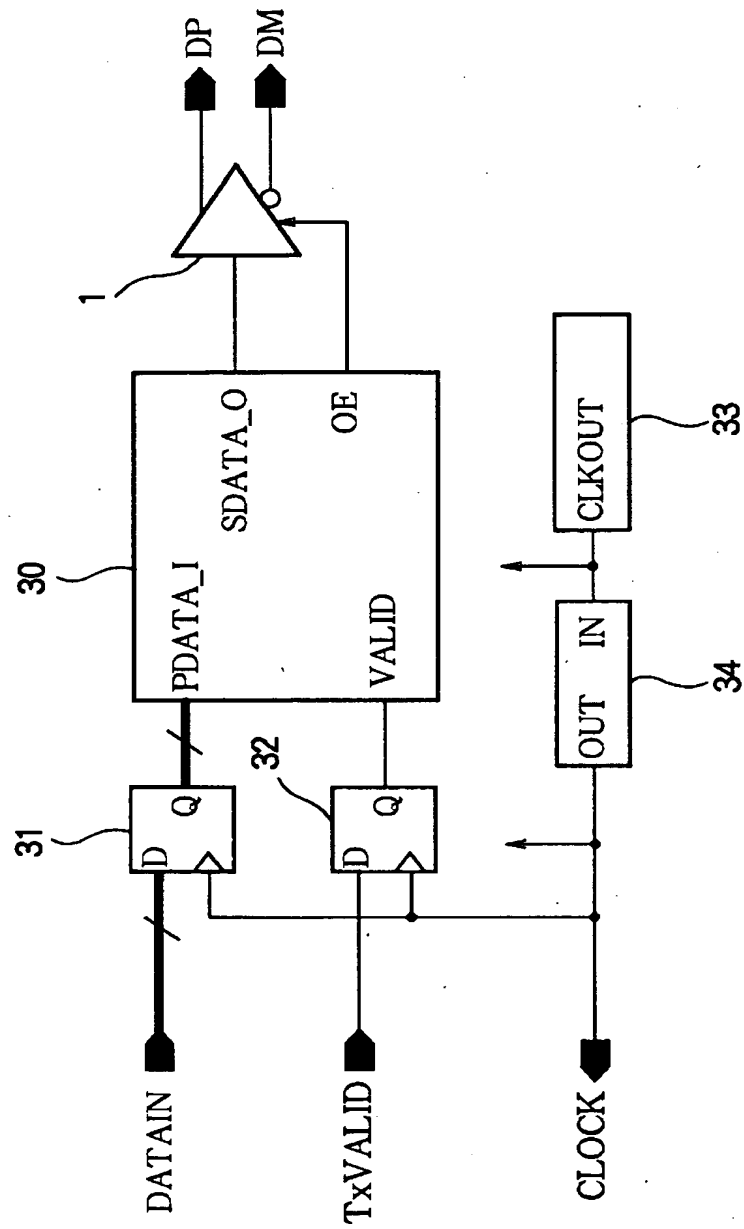 DATAIN
TxVALID
CLOCK
31
D
Q
32
D
Q
30
PDATA_I
SDATA_O
VALID
OE
1
DP
DM
OUT
IN
34
CLKOUT
33